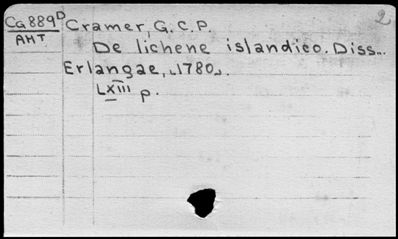 Ca889D Cramer, G.C.P. 2
AHT De lichene islandico. Diss...
Erlangae, ⌞1780⌟.
LXIII p.